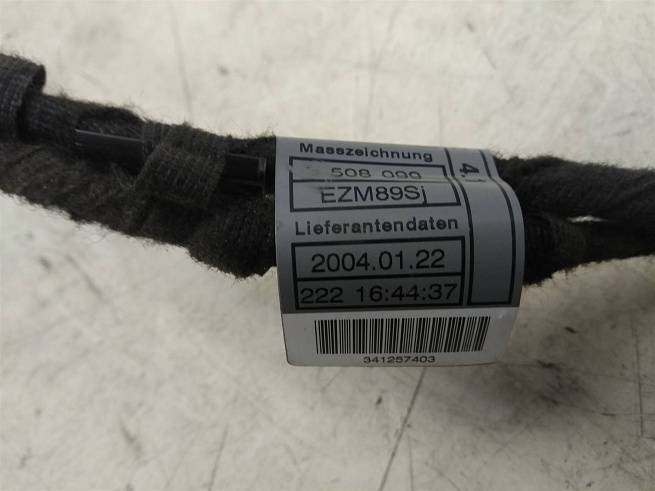 Masszeichnung
508 099
EZM89Sj
Lieferantendaten
2004.01.22
222 16:44:37
341257403
4.